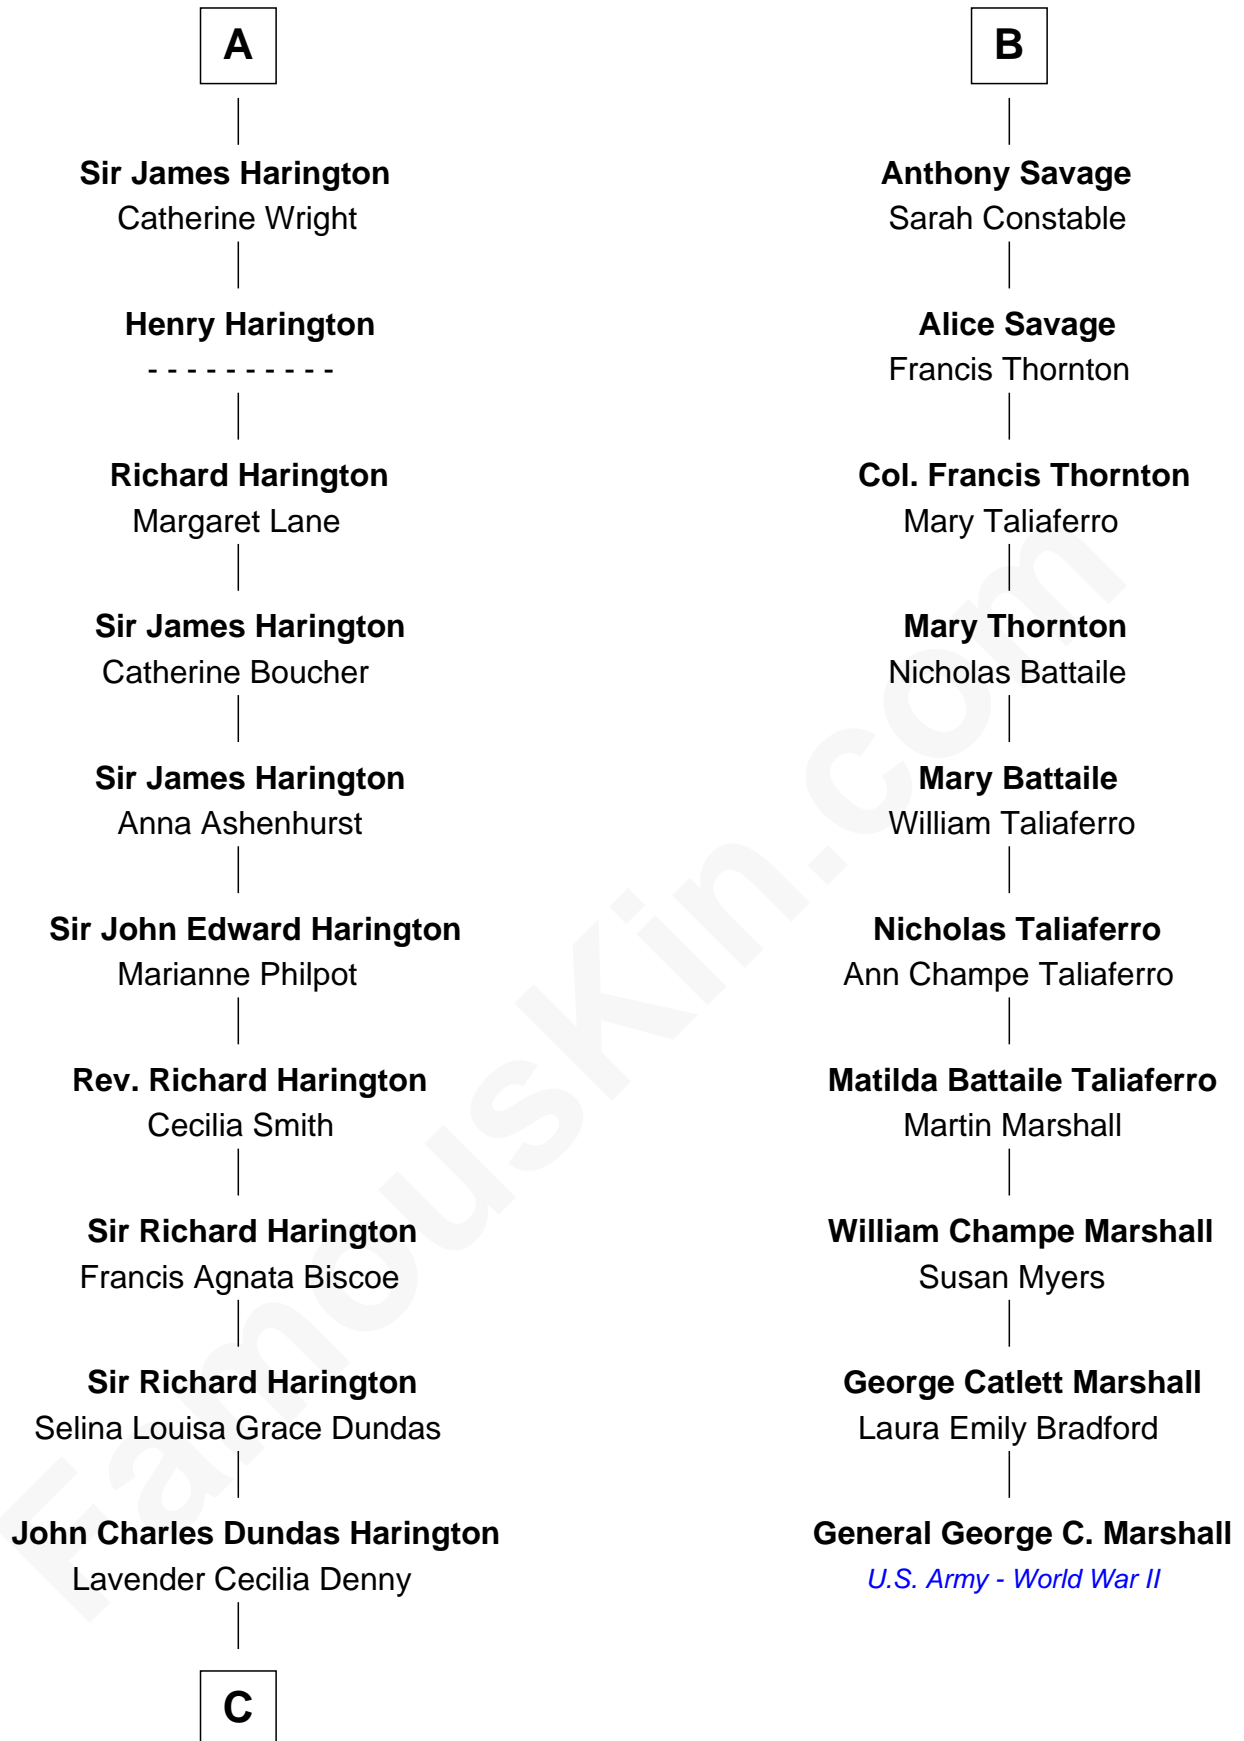 A
Sir James Harington
Catherine Wright
Henry Harington
- - - - - - - - - -
Richard Harington
Margaret Lane
Sir James Harington
Catherine Boucher
Sir James Harington
Anna Ashenhurst
Sir John Edward Harington
Marianne Philpot
Rev. Richard Harington
Cecilia Smith
Sir Richard Harington
Francis Agnata Biscoe
Sir Richard Harington
Selina Louisa Grace Dundas
John Charles Dundas Harington
Lavender Cecilia Denny
C
B
Anthony Savage
Sarah Constable
Alice Savage
Francis Thornton
Col. Francis Thornton
Mary Taliaferro
Mary Thornton
Nicholas Battaile
Mary Battaile
William Taliaferro
Nicholas Taliaferro
Ann Champe Taliaferro
Matilda Battaile Taliaferro
Martin Marshall
William Champe Marshall
Susan Myers
George Catlett Marshall
Laura Emily Bradford
General George C. Marshall
U.S. Army - World War II
FamousKin.com